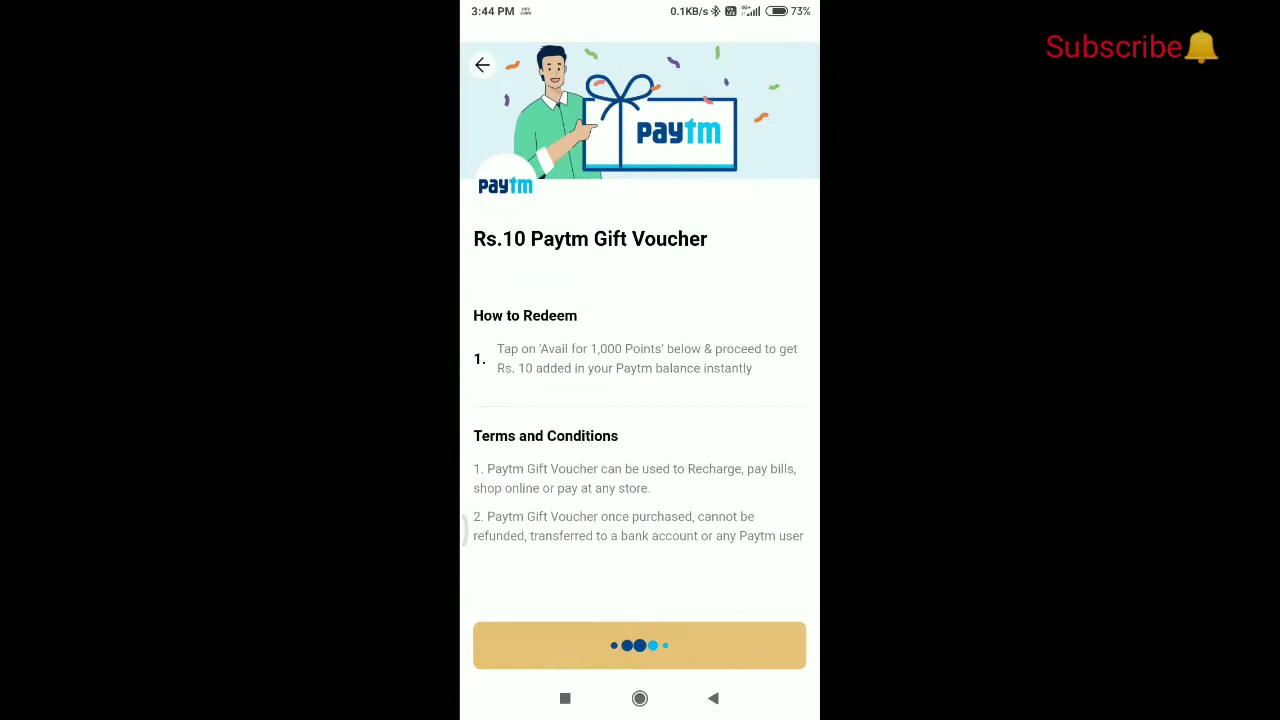 3:44 PM
0.1KB/s
73%
Subscribe
paytm
paytm
Rs.10 Paytm Gift Voucher
How to Redeem
1. Tap on 'Avail for 1,000 Points' below & proceed to get
Rs. 10 added in your Paytm balance instantly
Terms and Conditions
1. Paytm Gift Voucher can be used to Recharge, pay bills,
shop online or pay at any store.
2. Paytm Gift Voucher once purchased, cannot be
refunded, transferred to a bank account or any Paytm user